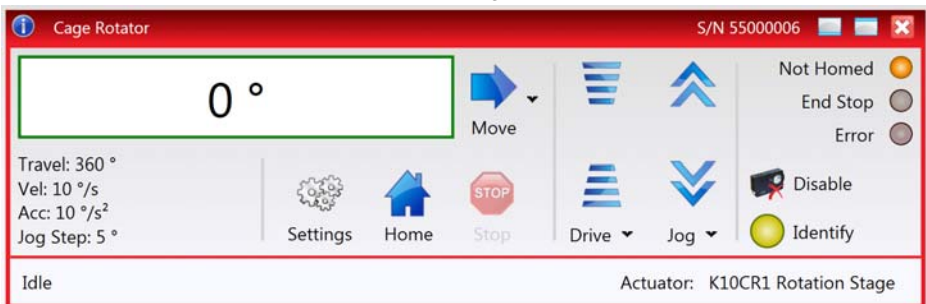 Cage Rotator
S/N 55000006
0 °
Move
Not Homed
End Stop
Error
Travel: 360 °
Vel: 10 °/s
Acc: 10 °/s²
Jog Step: 5 °
Settings
Home
STOP
Stop
Drive
Jog
Disable
Identify
Idle
Actuator: K10CR1 Rotation Stage